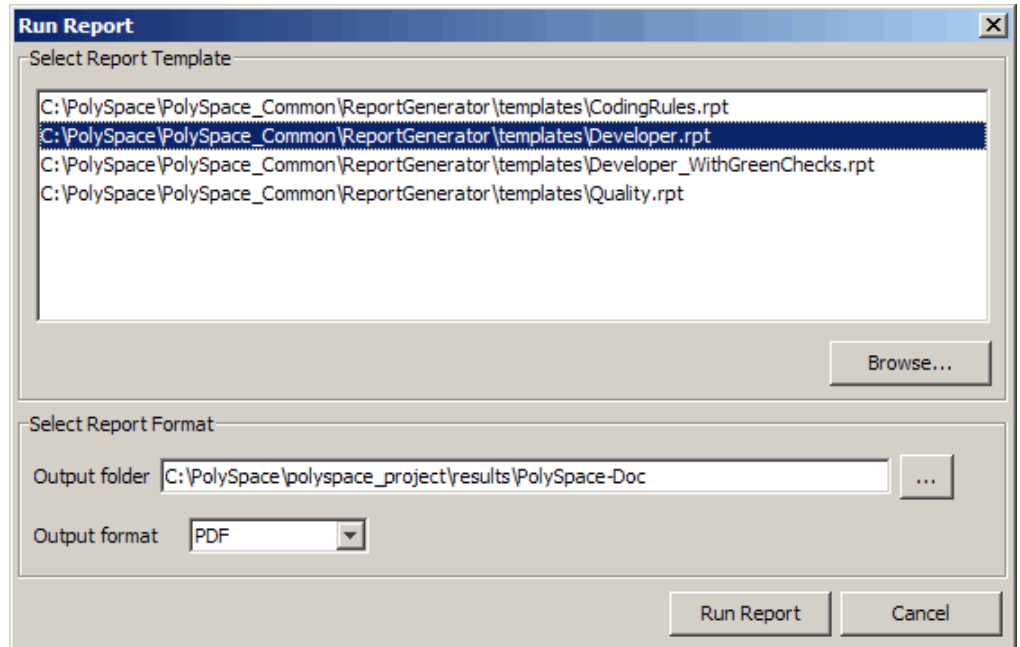 Run Report
Select Report Template
C:\PolySpace\PolySpace_Common\ReportGenerator\templates\CodingRules.rpt
C:\PolySpace\PolySpace_Common\ReportGenerator\templates\Developer.rpt
C:\PolySpace\PolySpace_Common\ReportGenerator\templates\Developer_WithGreenChecks.rpt
C:\PolySpace\PolySpace_Common\ReportGenerator\templates\Quality.rpt
Browse...
Select Report Format
Output folder C:\PolySpace\polyspace_project\results\PolySpace-Doc ...
Output format PDF
Run Report Cancel